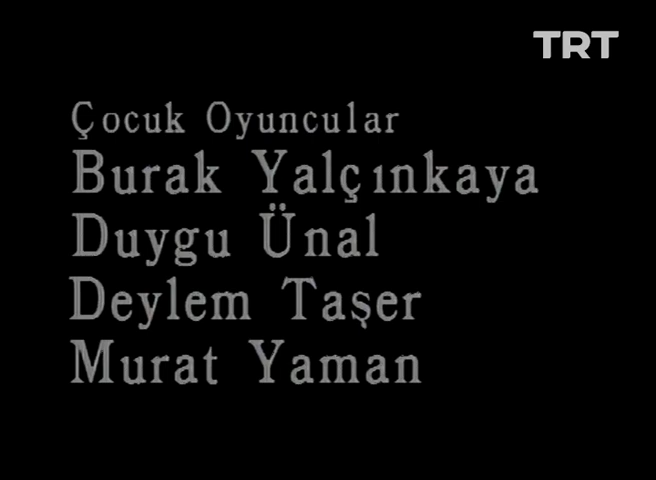 TRT
Çocuk Oyuncular
Burak Yalçınkaya
Duygu Ünal
Deylem Taşer
Murat Yaman